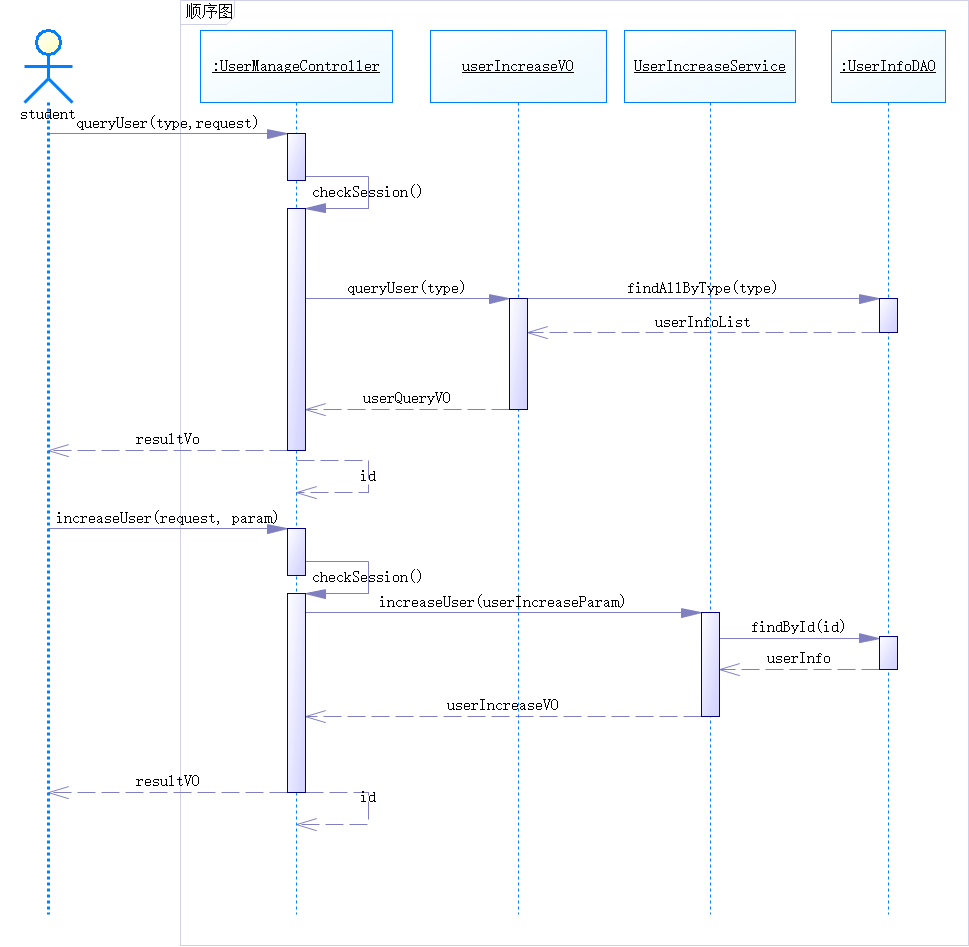 顺序图
:UserManageController
userIncreaseVO
UserIncreaseService
:UserInfoDAO
student
queryUser(type,request)
checkSession()
queryUser(type)
findAllByType(type)
userInfoList
userQueryVO
resultVo
id
increaseUser(request, param)
checkSession()
increaseUser(userIncreaseParam)
findById(id)
userInfo
userIncreaseVO
resultVO
id